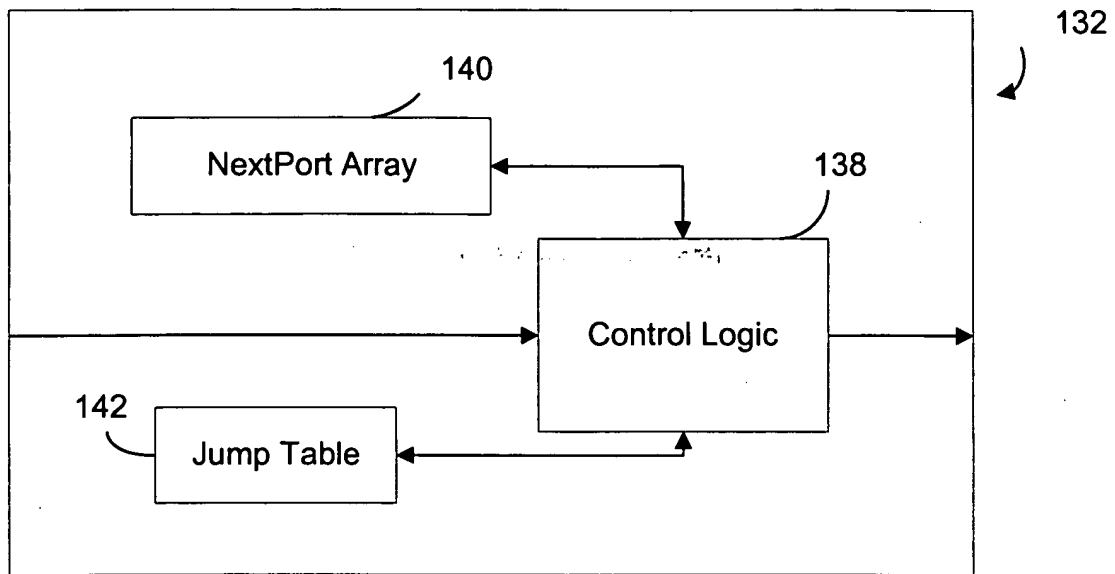 132
140
NextPort Array
138
Control Logic
142
Jump Table